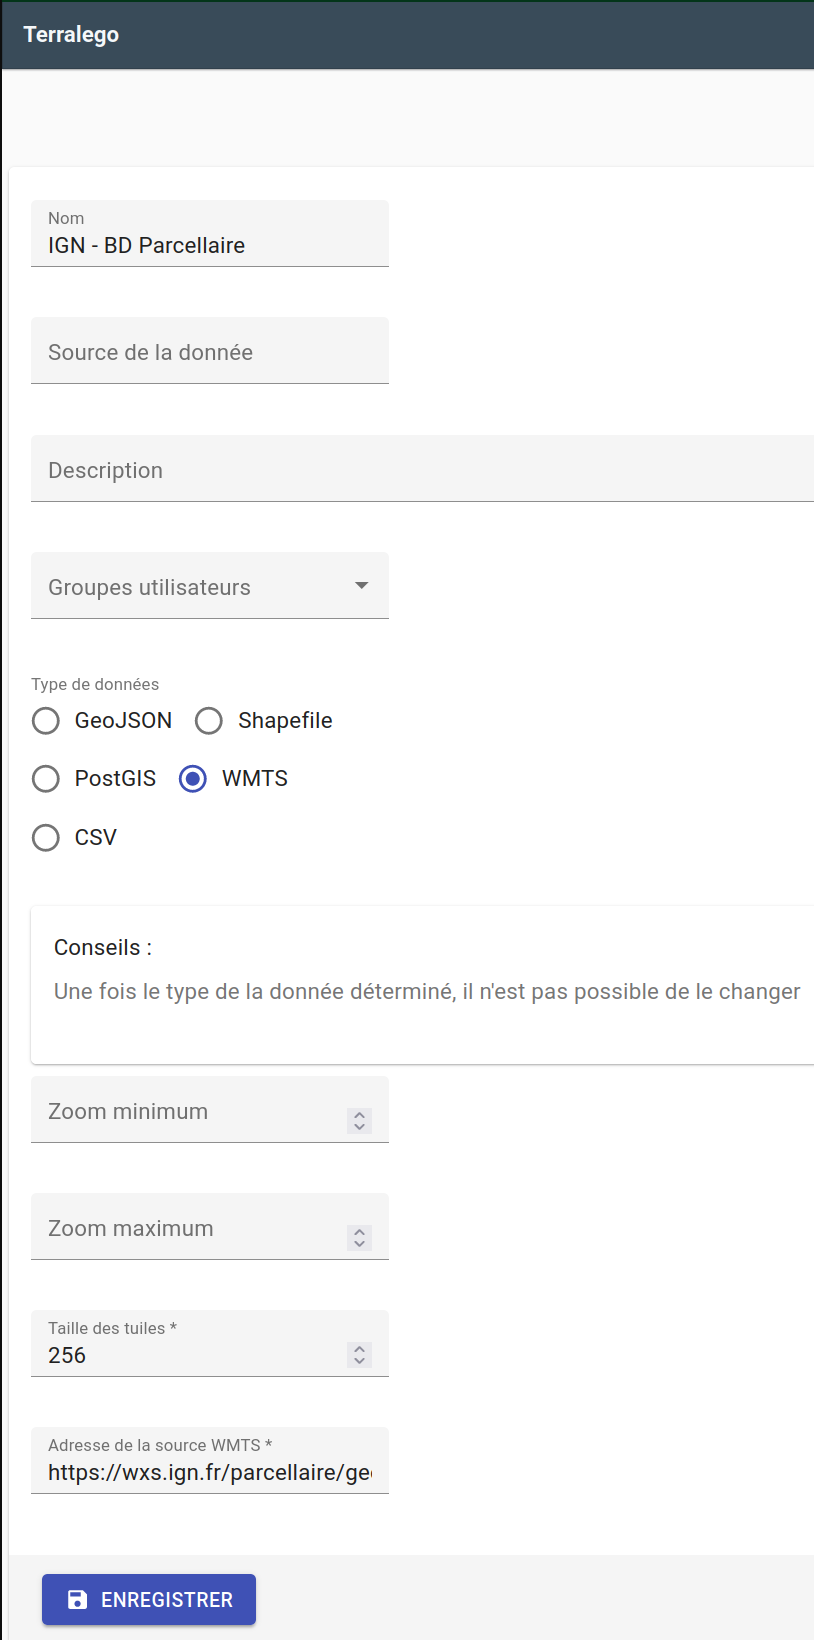 Terralego
Nom
IGN - BD Parcellaire
Source de la donnée
Description
Groupes utilisateurs
Type de données
GeoJSON Shapefile
PostGIS WMTS
CSV
Conseils :
Une fois le type de la donnée déterminé, il n'est pas possible de le changer
Zoom minimum
Zoom maximum
Taille des tuiles *
256
Adresse de la source WMTS *
https://wxs.ign.fr/parcellaire/geo
ENREGISTRER